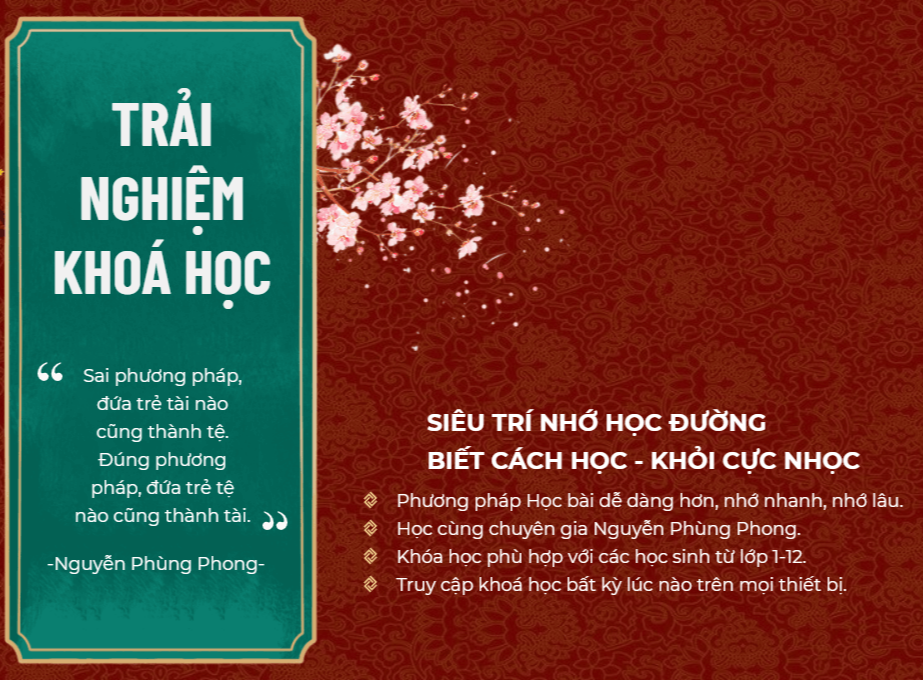 TRẢI
NGHIỆM
KHOÁ HỌC
“ Sai phương pháp,
đứa trẻ tài nào
cũng thành tệ.
Đúng phương
pháp, đứa trẻ tệ
nào cũng thành tài. ”
-Nguyễn Phùng Phong-
SIÊU TRÍ NHỚ HỌC ĐƯỜNG
BIẾT CÁCH HỌC - KHỎI CỰC NHỌC
Phương pháp Học bài dễ dàng hơn, nhớ nhanh, nhớ lâu.
Học cùng chuyên gia Nguyễn Phùng Phong.
Khóa học phù hợp với các học sinh từ lớp 1-12.
Truy cập khoá học bất kỳ lúc nào trên mọi thiết bị.